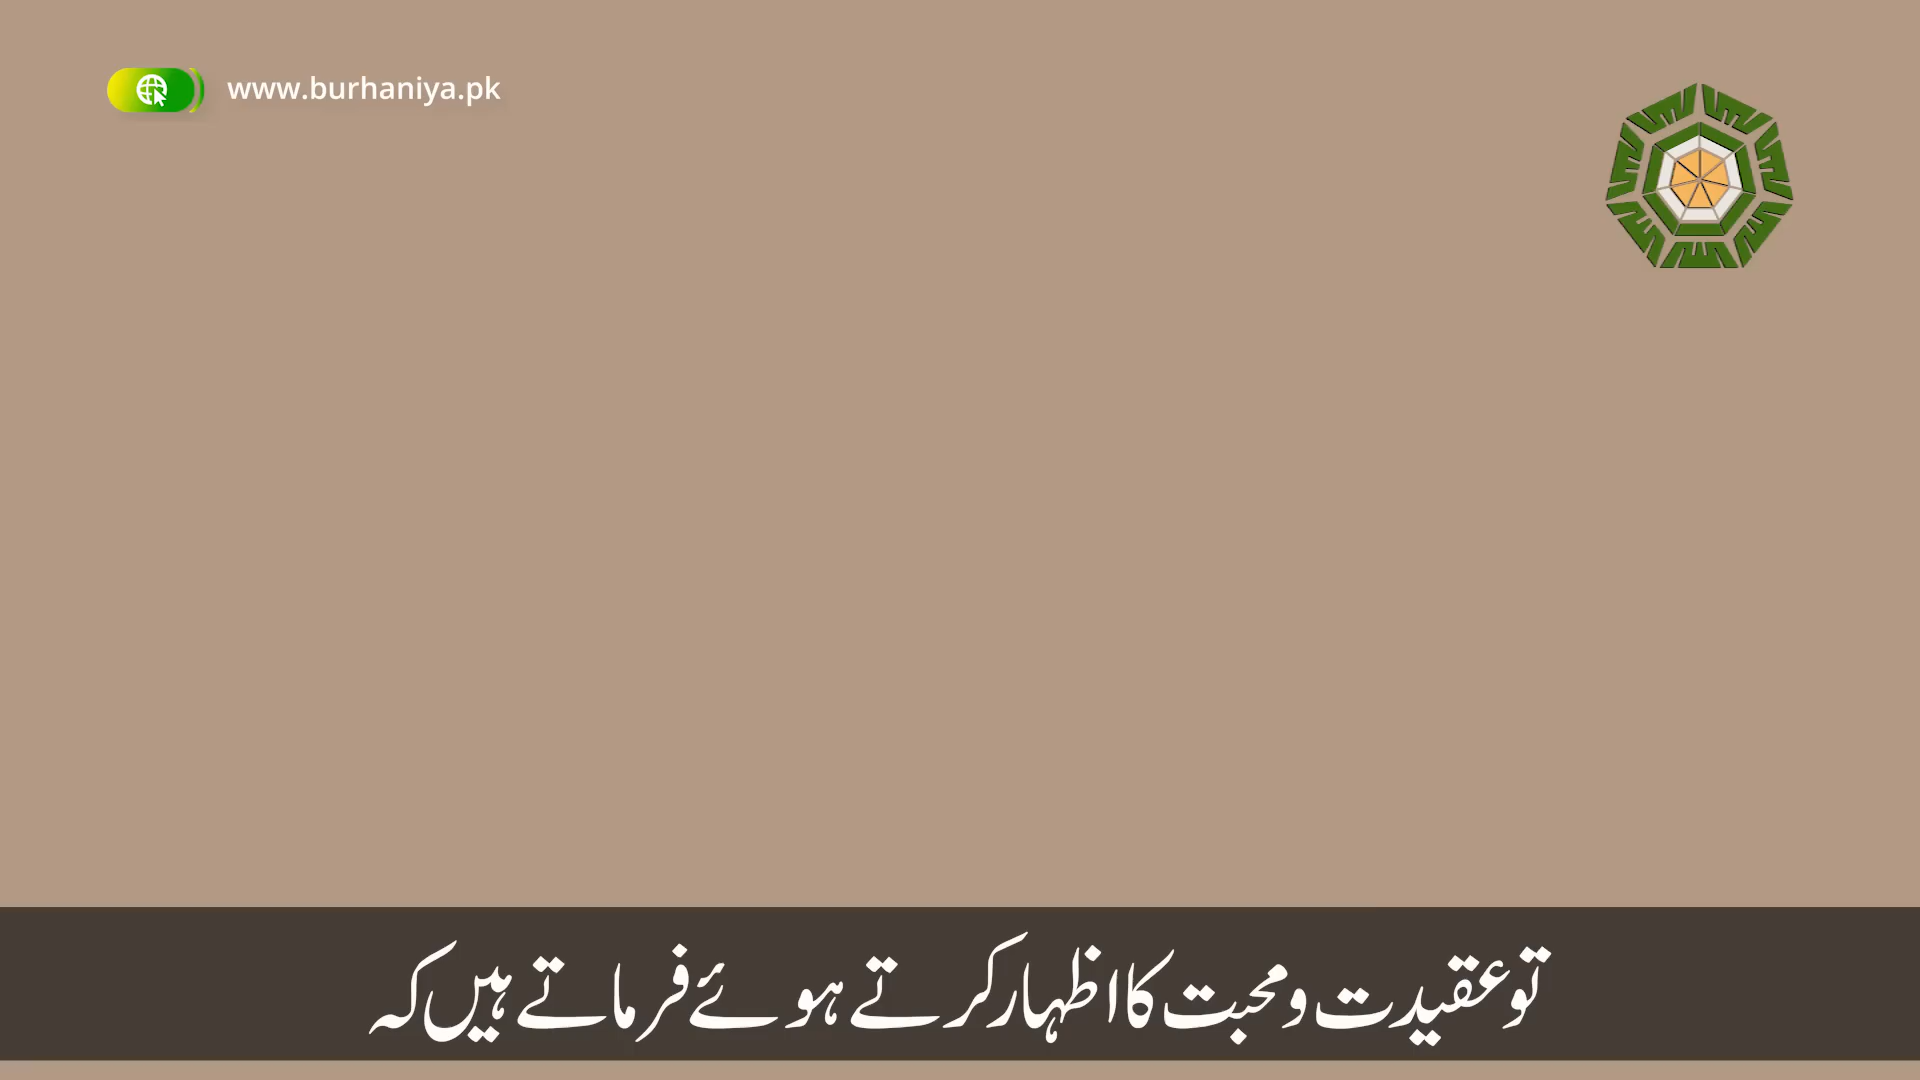 www.burhaniya.pk
تو عقیدت و محبت کا اظہار کرتے ہوئے فرماتے ہیں کہ